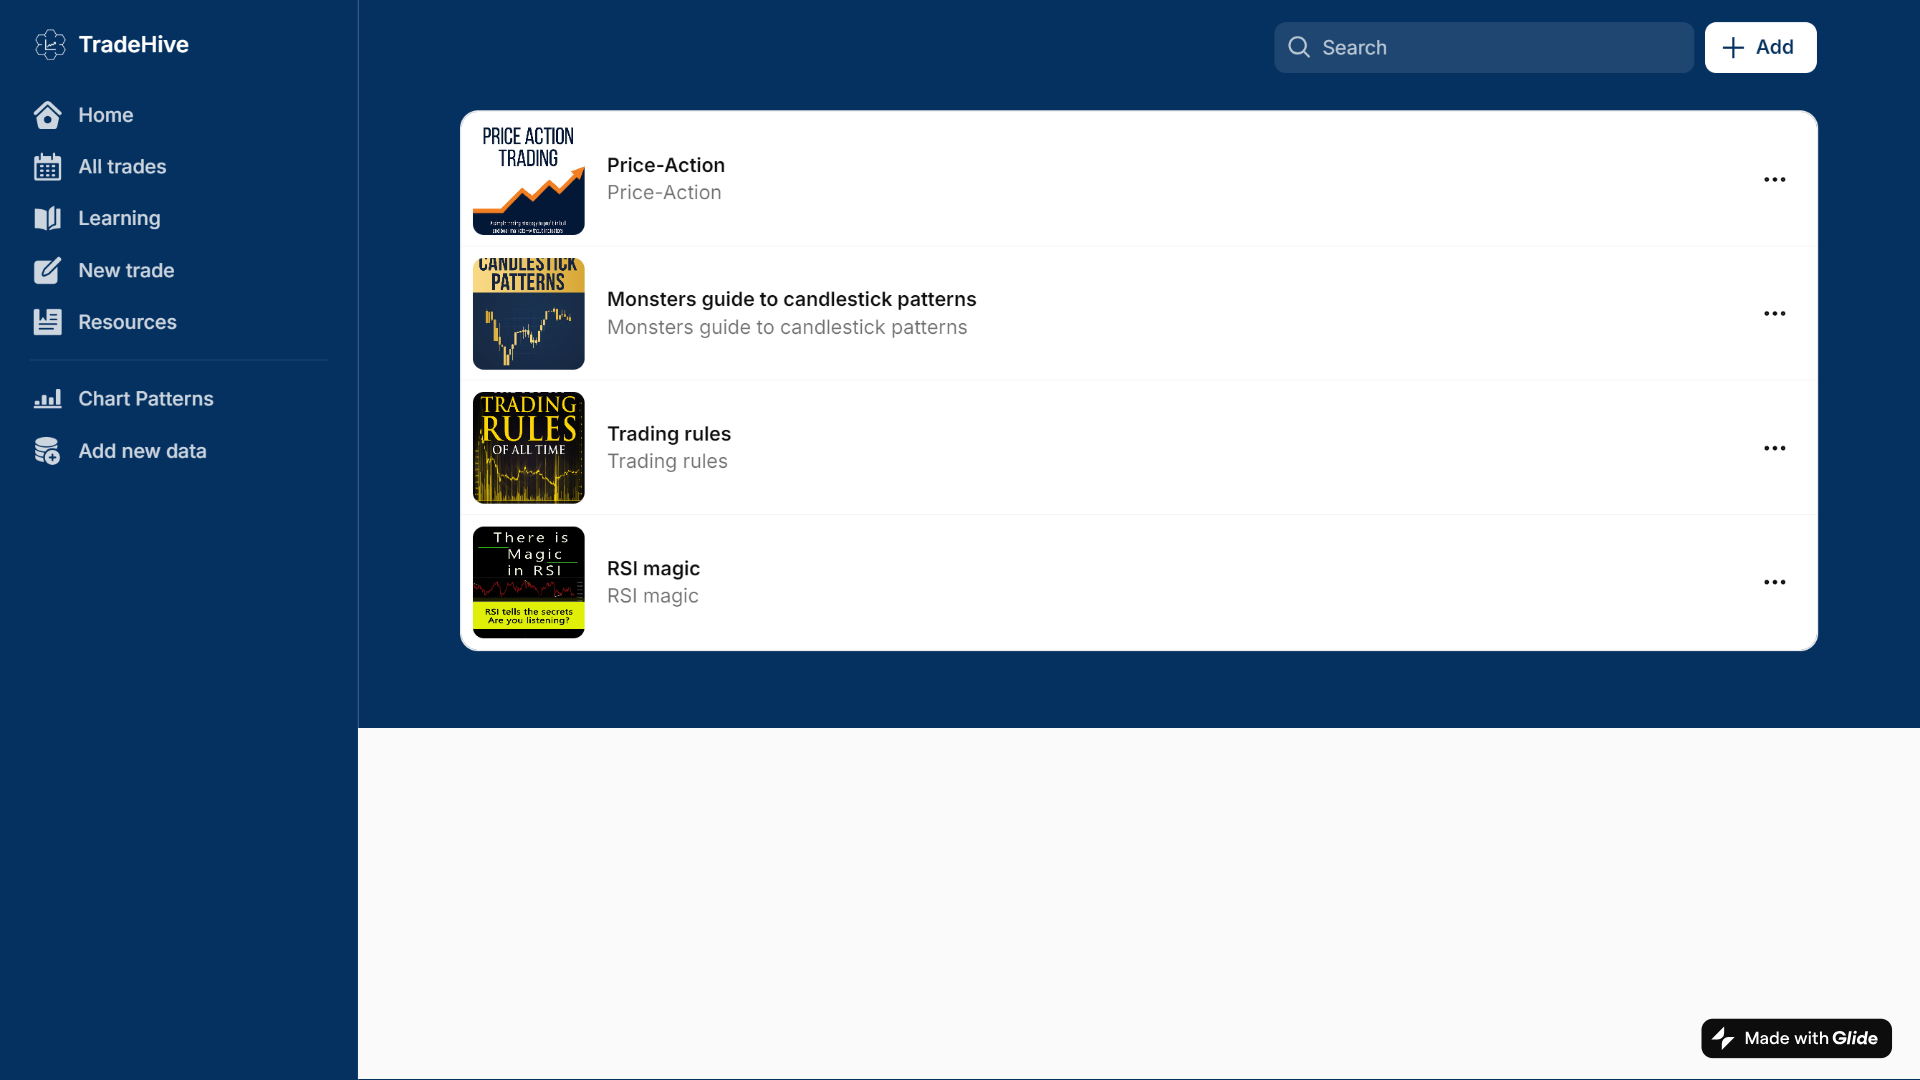 TradeHive
Home
All trades
Learning
New trade
Resources
Chart Patterns
Add new data
Search
Add
PRICE ACTION
TRADING
Price-Action
Price-Action
CANDLESTICK
PATTERNS
Monsters guide to candlestick patterns
Monsters guide to candlestick patterns
TRADING
RULES
OF ALL TIME
Trading rules
Trading rules
There is
Magic
in RSI
RSI tells the secrets
Are you listening?
RSI magic
RSI magic
Made with Glide